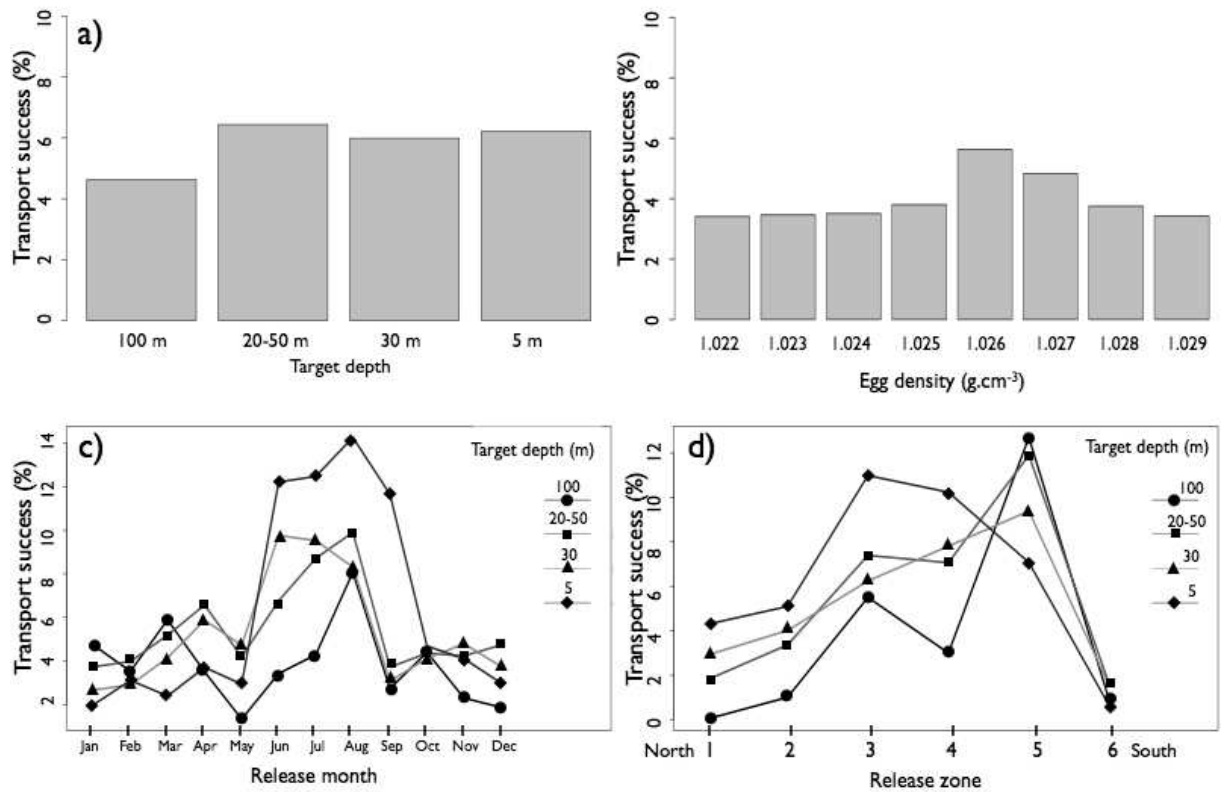 a)
Transport success (%)
10
8
6
4
2
0
100 m 20-50 m 30 m 5 m
Target depth
Transport success (%)
10
8
6
4
2
0
1.022 1.023 1.024 1.025 1.026 1.027 1.028 1.029
Egg density (g.cm-3)
c)
Transport success (%)
14
12
10
8
6
4
2
Target depth (m)
100
20-50
30
5
Jan Feb Mar Apr May Jun Jul Aug Sep Oct Nov Dec
Release month
d)
Transport success (%)
12
10
8
6
4
2
0
Target depth (m)
100
20-50
30
5
North 1 2 3 4 5 6 South
Release zone